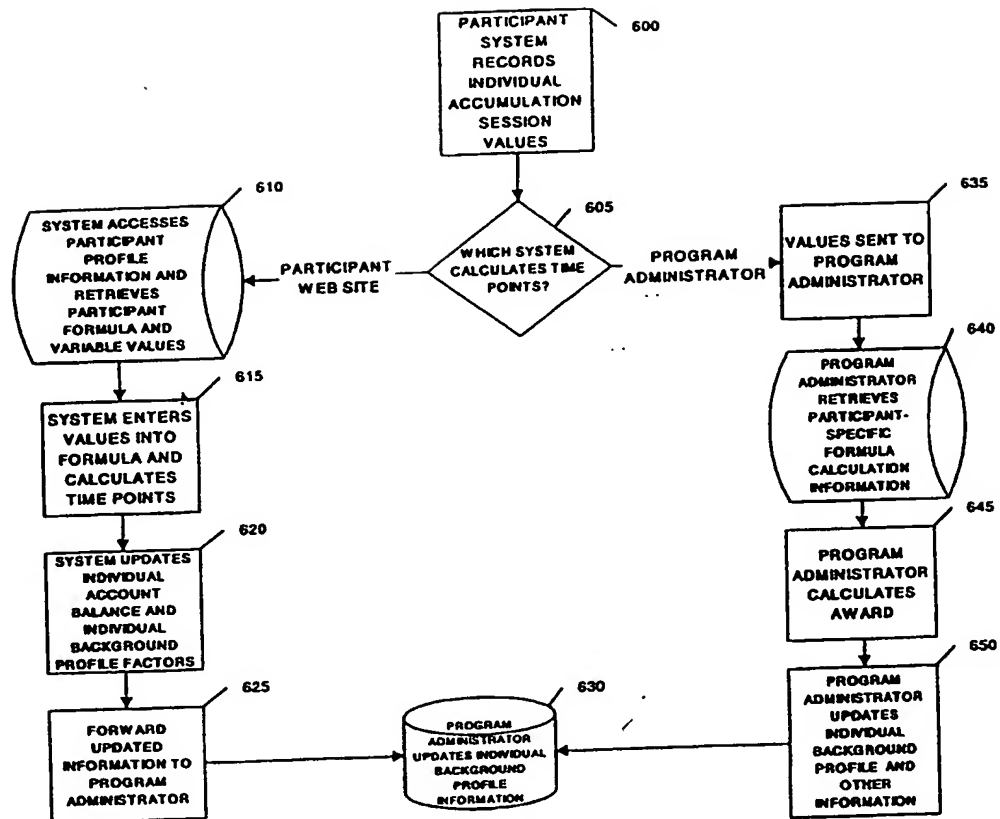 PARTICIPANT
SYSTEM
RECORDS
INDIVIDUAL
ACCUMULATION
SESSION
VALUES
600
605
WHICH SYSTEM
CALCULATES TIME
POINTS?
PARTICIPANT
WEB SITE
PROGRAM
ADMINISTRATOR
610
SYSTEM ACCESSES
PARTICIPANT
PROFILE
INFORMATION AND
RETRIEVES
PARTICIPANT
FORMULA AND
VARIABLE VALUES
615
SYSTEM ENTERS
VALUES INTO
FORMULA AND
CALCULATES
TIME POINTS
620
SYSTEM UPDATES
INDIVIDUAL
ACCOUNT
BALANCE AND
INDIVIDUAL
BACKGROUND
PROFILE FACTORS
625
FORWARD
UPDATED
INFORMATION TO
PROGRAM
ADMINISTRATOR
630
PROGRAM
ADMINISTRATOR
UPDATES INDIVIDUAL
BACKGROUND
PROFILE
INFORMATION
635
VALUES SENT TO
PROGRAM
ADMINISTRATOR
640
PROGRAM
ADMINISTRATOR
RETRIEVES
PARTICIPANT-
SPECIFIC
FORMULA
CALCULATION
INFORMATION
645
PROGRAM
ADMINISTRATOR
CALCULATES
AWARD
650
PROGRAM
ADMINISTRATOR
UPDATES
INDIVIDUAL
BACKGROUND
PROFILE AND
OTHER
INFORMATION